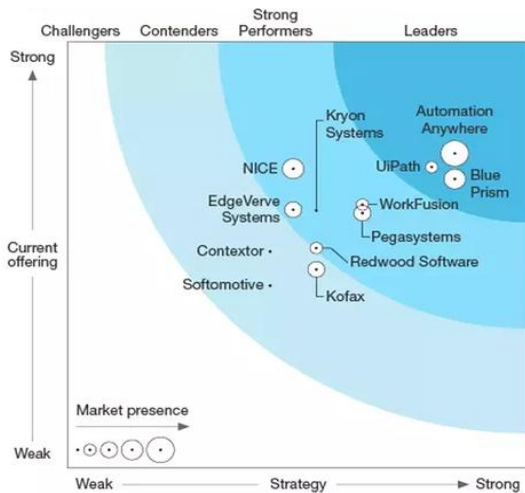 Challengers
Contenders
Strong
Performers
Leaders
Strong
Current
offering
Weak
Automation
Anywhere
Kryon
Systems
NICE
UiPath
Blue
Prism
EdgeVerve
Systems
WorkFusion
Pegasystems
Contextor
Redwood Software
Softomotive
Kofax
Market presence
Weak
Strategy
Strong